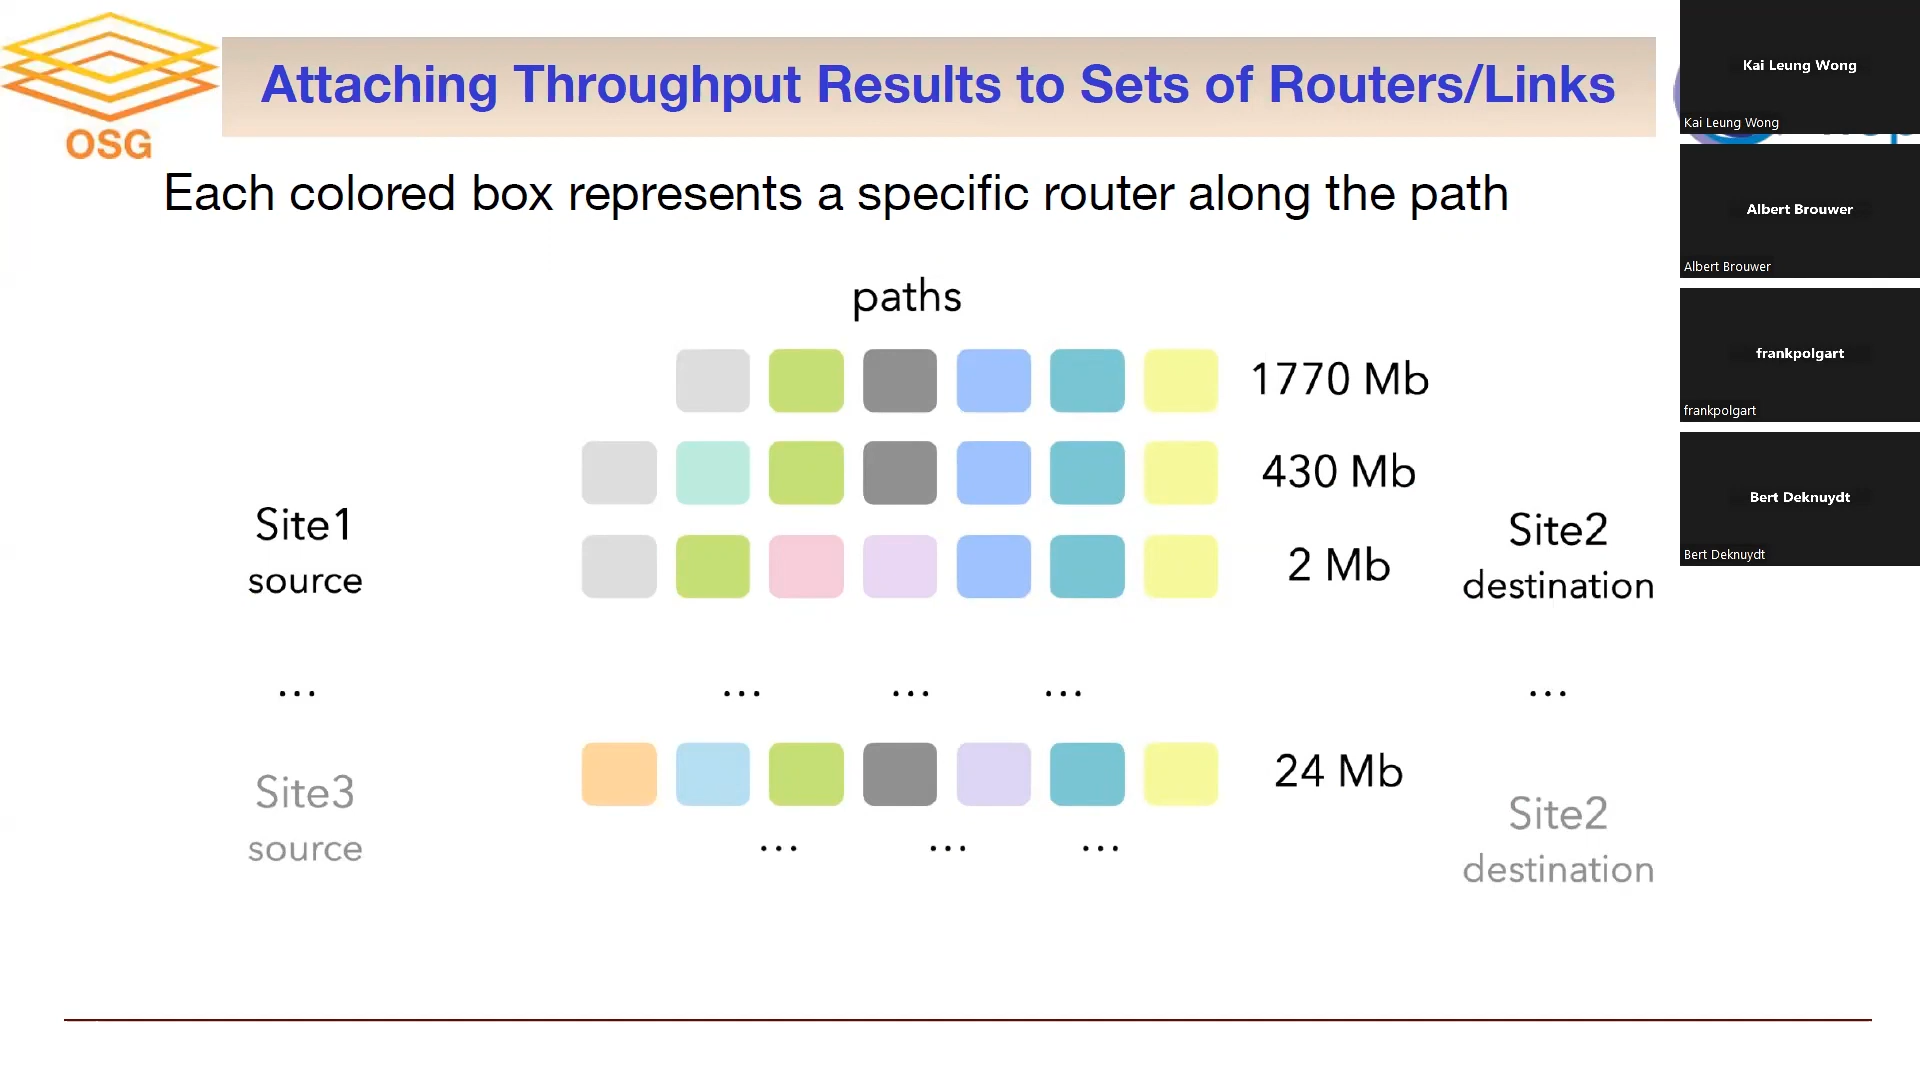 OSG
Attaching Throughput Results to Sets of Routers/Links
Each colored box represents a specific router along the path
paths
1770 Mb
430 Mb
2 Mb
Site1
source
Site2
destination
...
... ... ...
...
24 Mb
Site3
source
... ... ...
Site2
destination
Kai Leung Wong
Kai Leung Wong
Albert Brouwer
Albert Brouwer
frankpolgart
frankpolgart
Bert Deknuydt
Bert Deknuydt